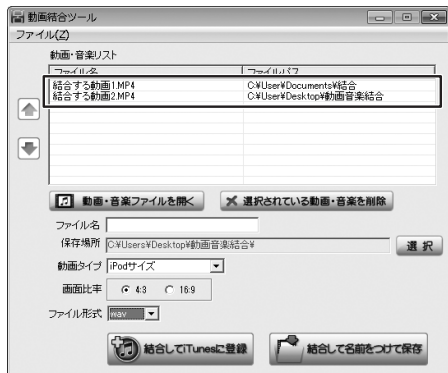 動画結合ツール
ファイル(Z)
動画・音楽リスト
ファイル名 ファイルパス
結合する動画1.MP4 C:¥User¥Documents¥結合
結合する動画2.MP4 C:¥User¥Desktop¥動画音楽結合
動画・音楽ファイルを開く 選択されている動画・音楽を削除
ファイル名
保存場所 C:¥Users¥Desktop¥動画音楽結合¥ 選択
動画タイプ iPodサイズ
画面比率 4:3 16:9
ファイル形式 wav
結合してiTunesに登録 結合して名前をつけて保存